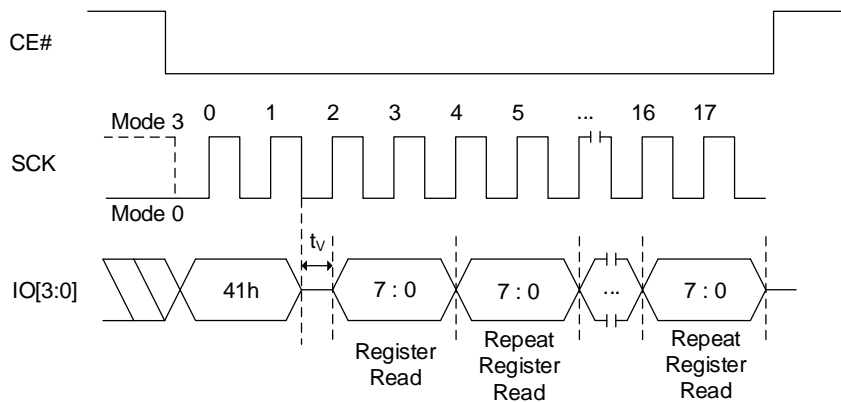 CE#
0 1 2 3 4 5 ... 16 17
Mode 3
SCK
Mode 0
tV
IO[3:0]
41h 7 : 0 7 : 0 ... 7 : 0
Register
Read
Repeat
Register
Read
Repeat
Register
Read